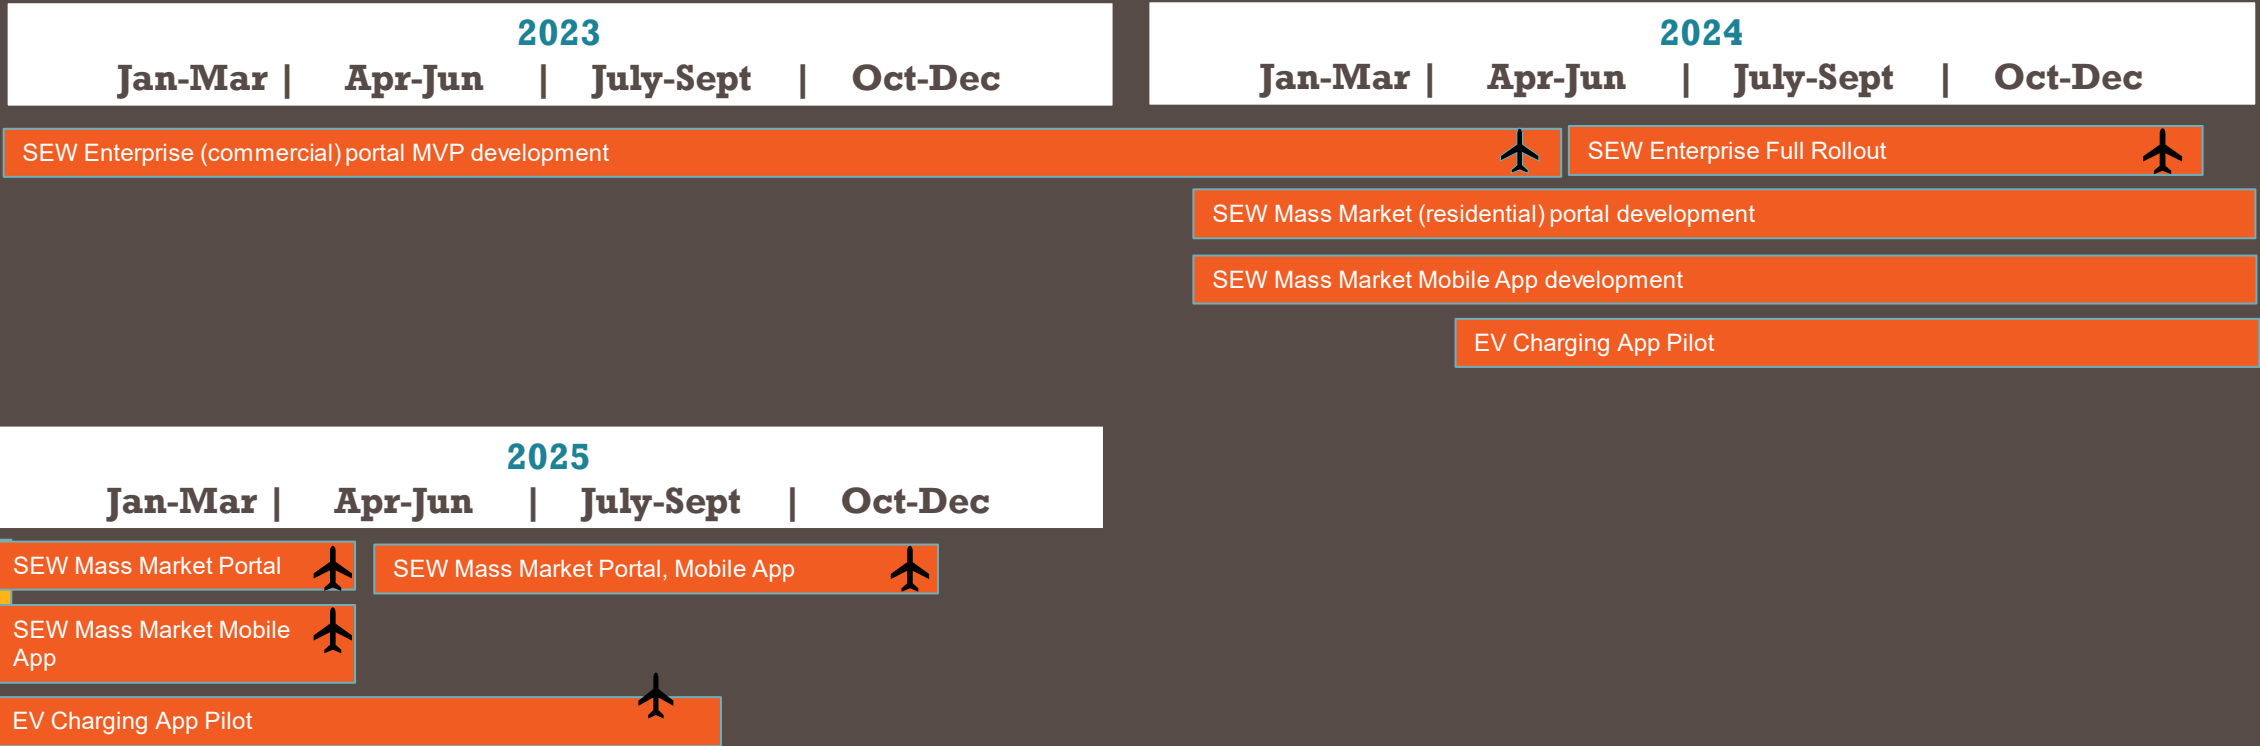 2023
Jan-Mar | Apr-Jun | July-Sept | Oct-Dec
2024
Jan-Mar | Apr-Jun | July-Sept | Oct-Dec
SEW Enterprise (commercial) portal MVP development
SEW Enterprise Full Rollout
SEW Mass Market (residential) portal development
SEW Mass Market Mobile App development
EV Charging App Pilot
2025
Jan-Mar | Apr-Jun | July-Sept | Oct-Dec
SEW Mass Market Portal
SEW Mass Market Portal, Mobile App
SEW Mass Market Mobile
App
EV Charging App Pilot